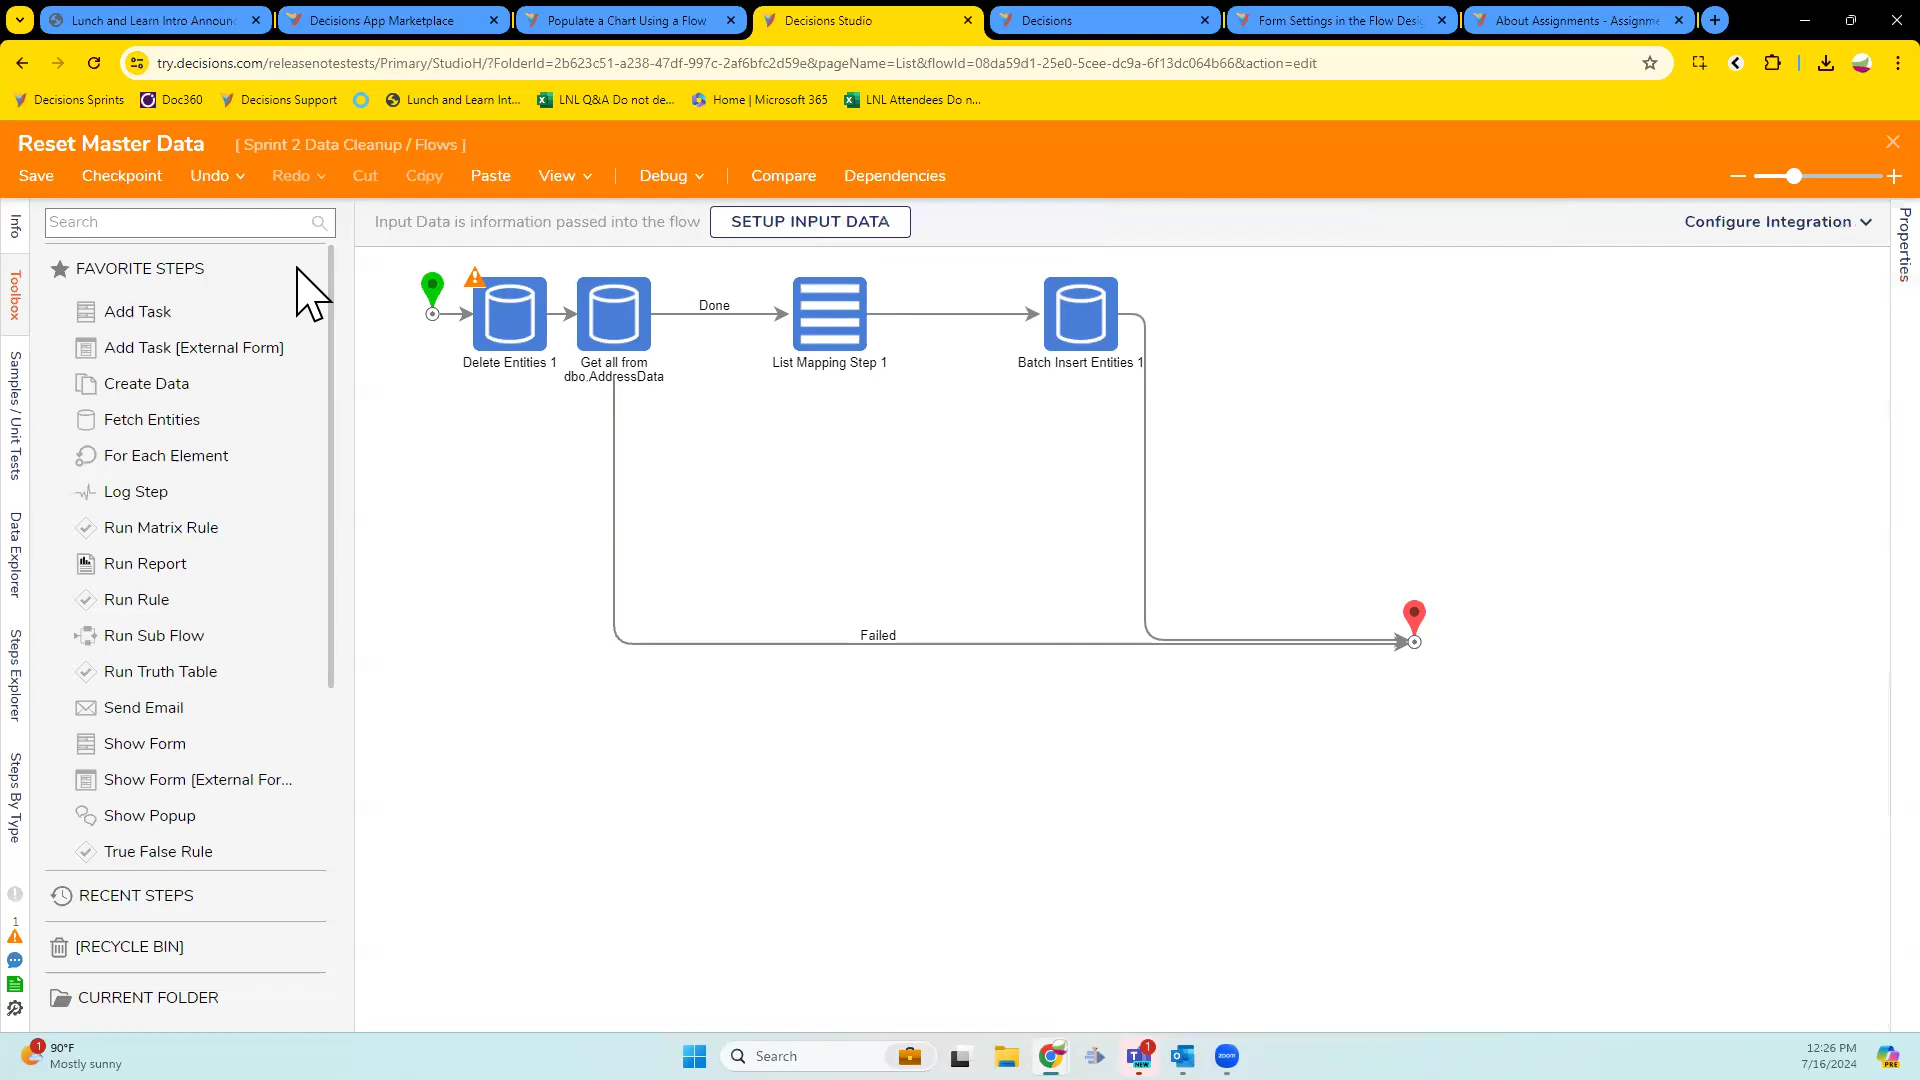 Lunch and Learn Intro Announc
Decisions App Marketplace
Populate a Chart Using a Flow
Decisions Studio
Decisions
Form Settings in the Flow Desi
About Assignments - Assignme
try.decisions.com/releasenotestests/Primary/StudioH/?FolderId=2b623c51-a238-47df-997c-2af6bfc2d59e&pageName=List&flowId=08da59d1-25e0-5cee-dc9a-6f13dc064b66&action=edit
Decisions Sprints
Doc360
Decisions Support
Lunch and Learn Int...
LNL Q&A Do not de...
Home | Microsoft 365
LNL Attendees Do n...
Reset Master Data
[ Sprint 2 Data Cleanup / Flows ]
Save
Checkpoint
Undo
Redo
Cut
Copy
Paste
View
Debug
Compare
Dependencies
Info
Toolbox
Samples / Unit Tests
Data Explorer
Steps Explorer
Steps By Type
1
Search
FAVORITE STEPS
Add Task
Add Task [External Form]
Create Data
Fetch Entities
For Each Element
Log Step
Run Matrix Rule
Run Report
Run Rule
Run Sub Flow
Run Truth Table
Send Email
Show Form
Show Form [External For...
Show Popup
True False Rule
RECENT STEPS
[RECYCLE BIN]
CURRENT FOLDER
Input Data is information passed into the flow
SETUP INPUT DATA
Configure Integration
Properties
Done
Delete Entities 1
Get all from
dbo.AddressData
List Mapping Step 1
Batch Insert Entities 1
Failed
1
90°F
Mostly sunny
Search
NEW
1
zoom
12:26 PM
7/16/2024
PRE